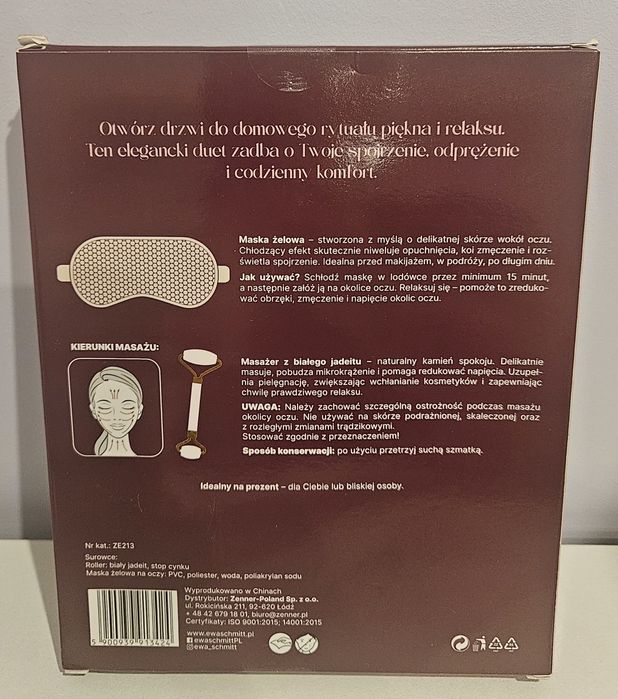 Otwórz drzwi do domowego rytuału piękna i relaksu.
Ten elegancki duet zadba o Twoje spojrzenie, odprężenie
i codzienny komfort.
Maska żelowa – stworzona z myślą o delikatnej skórze wokół oczu.
Chłodzący efekt skutecznie niweluje opuchnięcia, koi zmęczenie i roz-
świetla spojrzenie. Idealna przed makijażem, w podróży, po długim dniu.
Jak używać? Schłodź maskę w lodówce przez minimum 15 minut,
a następnie załóż ją na okolice oczu. Relaksuj się – pomoże to zreduko-
wać obrzęki, zmęczenie i napięcie okolic oczu.
KIERUNKI MASAŻU:
Masażer z białego jadeitu – naturalny kamień spokoju. Delikatnie
masuje, pobudza mikrokrążenie i pomaga redukować napięcia. Uzupeł-
nia pielęgnację, zwiększając wchłanianie kosmetyków i zapewniając
chwilę prawdziwego relaksu.
UWAGA: Należy zachować szczególną ostrożność podczas masażu
okolicy oczu. Nie używać na skórze podrażnionej, skaleczonej oraz
z rozległymi zmianami trądzikowymi.
Stosować zgodnie z przeznaczeniem!
Sposób konserwacji: po użyciu przetrzyj suchą szmatką.
Idealny na prezent – dla Ciebie lub bliskiej osoby.
Nr kat.: ZE213
Surowce:
Roller: biały jadeit, stop cynku
Maska żelowa na oczy: PVC, poliester, woda, poliakrylan sodu
Wyprodukowano w Chinach
Dystrybutor: Zenner-Poland Sp. z o.o.
ul. Rokicińska 211, 92-620 Łódź
+ 48 42 679 18 01, biuro@zenner.pl
Certyfikaty: ISO 9001:2015; 14001:2015
www.ewaschmitt.pl
ewaschmittPL
ewa_schmitt
5 900939 913424